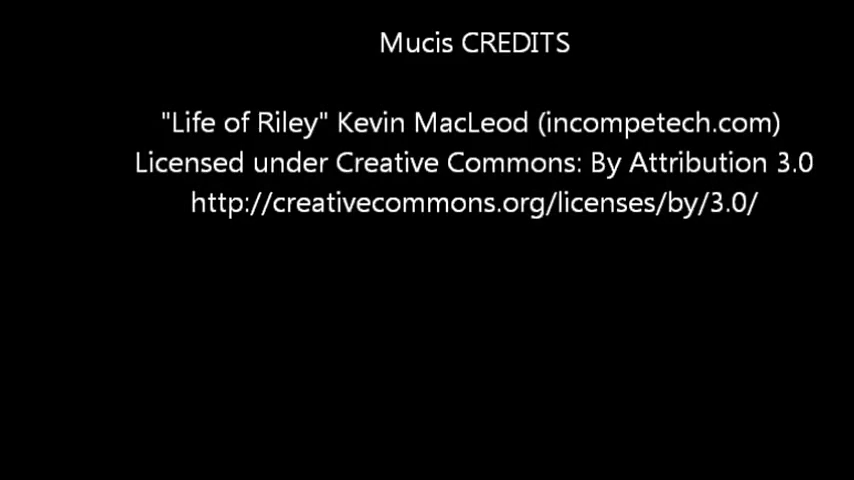 Mucis CREDITS
"Life of Riley" Kevin MacLeod (incompetech.com)
Licensed under Creative Commons: By Attribution 3.0
http://creativecommons.org/licenses/by/3.0/